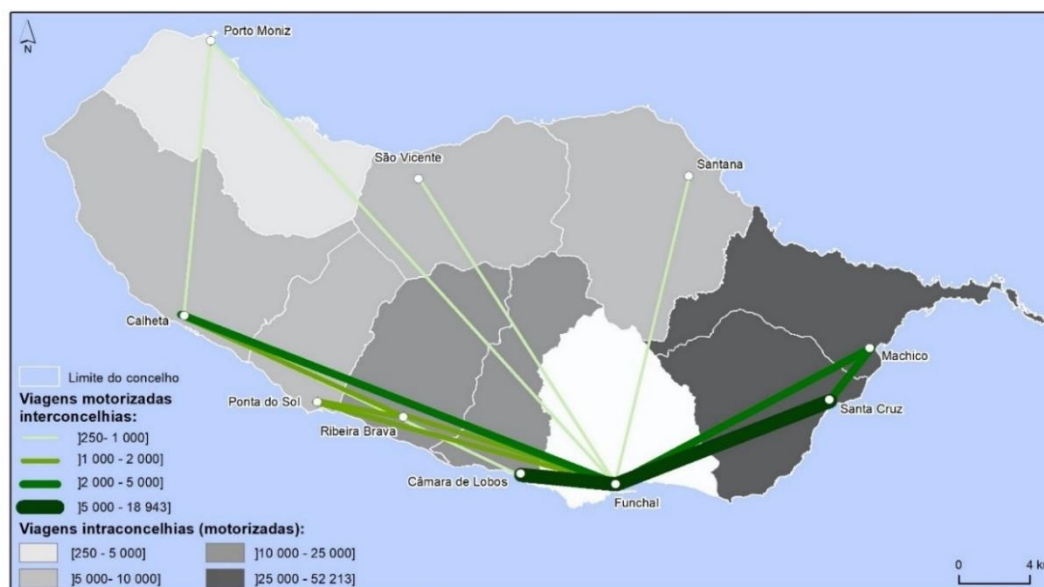 N
Porto Moniz
São Vicente
Santana
Calheta
Machico
Ponta do Sol
Santa Cruz
Ribeira Brava
Câmara de Lobos
Funchal
Limite do concelho
Viagens motorizadas
interconcelhias:
]250- 1 000]
]1 000 - 2 000]
]2 000 - 5 000]
]5 000 - 18 943]
Viagens intraconcelhias (motorizadas):
]250 - 5 000]
]10 000 - 25 000]
]5 000- 10 000]
]25 000 - 52 213]
0 4